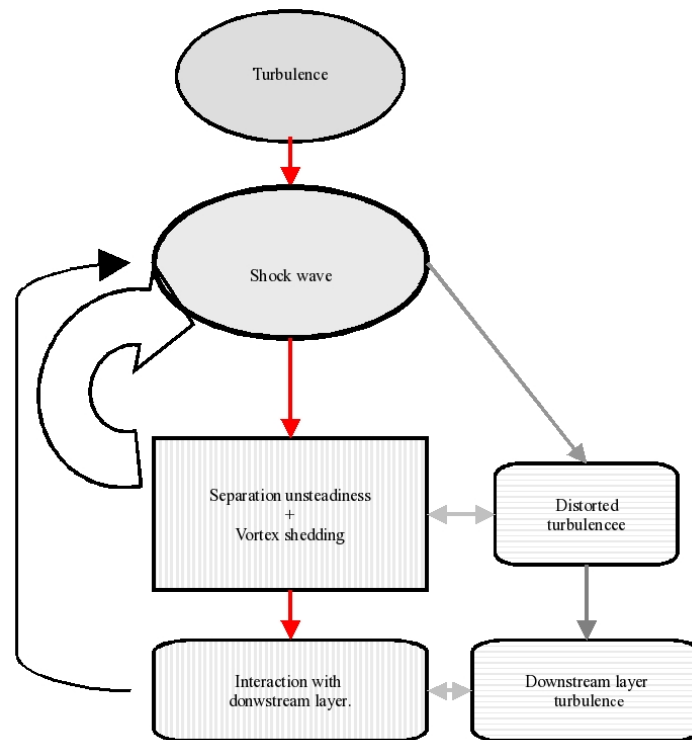 Turbulence
Shock wave
Separation unsteadiness
+
Vortex shedding
Distorted
turbulencee
Interaction with
donwstream layer.
Downstream layer
turbulence